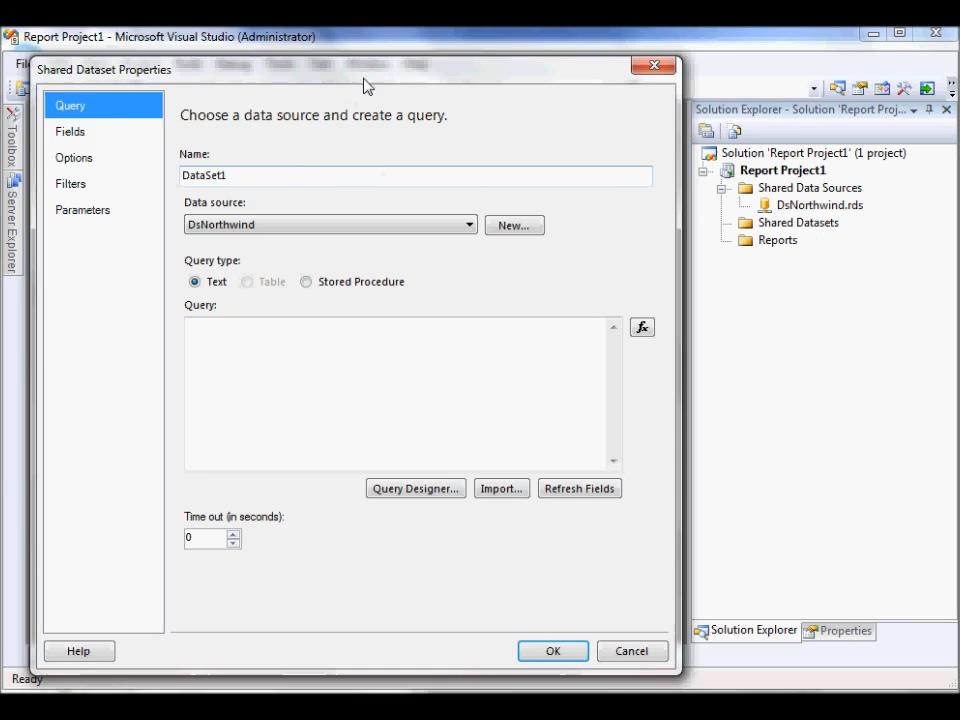 Report Project1 - Microsoft Visual Studio (Administrator)
Shared Dataset Properties
Query
Fields
Options
Filters
Parameters
Choose a data source and create a query.
Name:
DataSet1
Data source:
DsNorthwind
New...
Query type:
Text
Table
Stored Procedure
Query:
fx
Query Designer...
Import...
Refresh Fields
Time out (in seconds):
0
Help
OK
Cancel
Toolbox
Server Explorer
Solution Explorer - Solution 'Report Proj...
Solution 'Report Project1' (1 project)
Report Project1
Shared Data Sources
DsNorthwind.rds
Shared Datasets
Reports
Solution Explorer
Properties
Ready